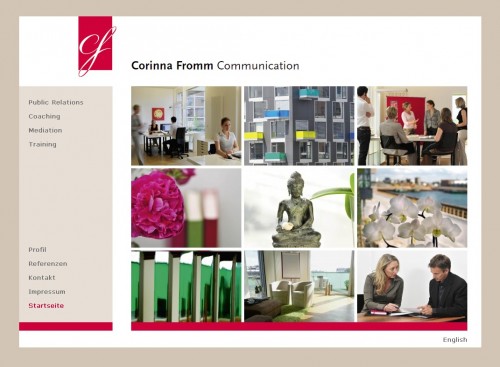 cf
Corinna Fromm Communication
Public Relations
Coaching
Mediation
Training
Profil
Referenzen
Kontakt
Impressum
Startseite
English